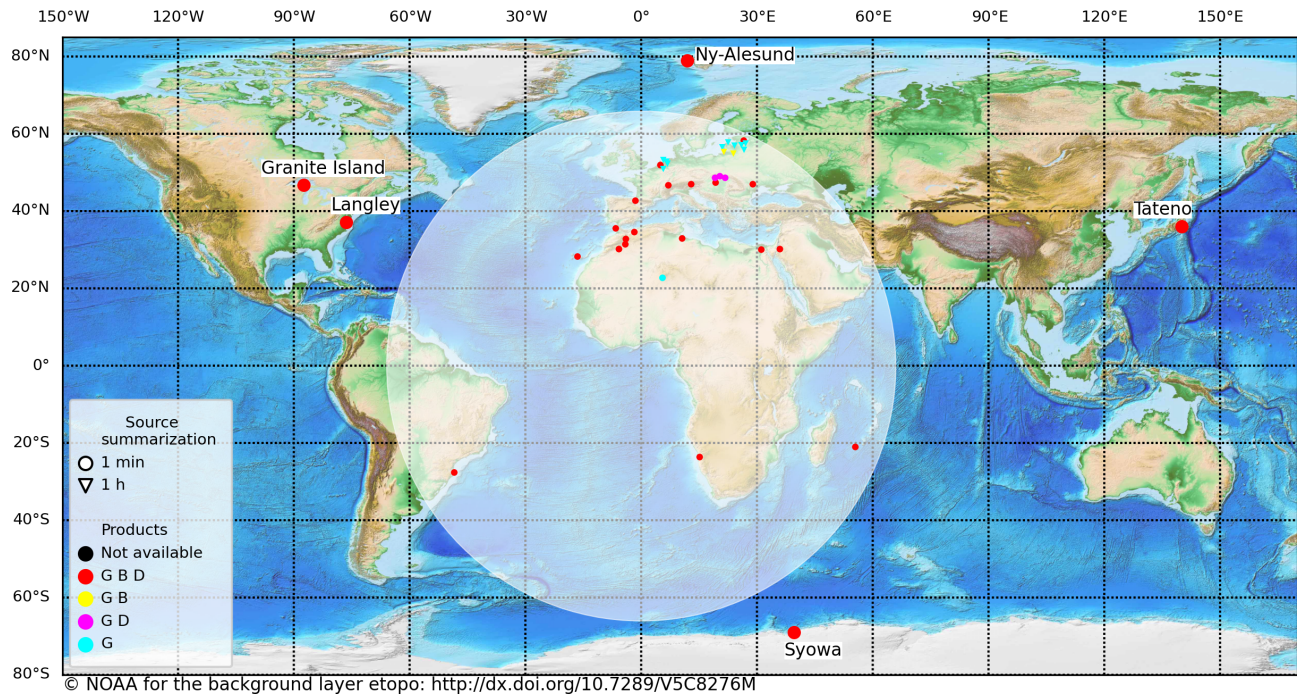 150°W 120°W 90°W 60°W 30°W 0° 30°E 60°E 90°E 120°E 150°E
80°N
Ny-Alesund
60°N
Granite Island
40°N
Langley
Tateno
20°N
0°
Source
summarization
20°S
1 min
1 h
40°S
Products
Not available
G B D
60°S
G B
G D
G
Syowa
80°S
© NOAA for the background layer etopo: http://dx.doi.org/10.7289/V5C8276M